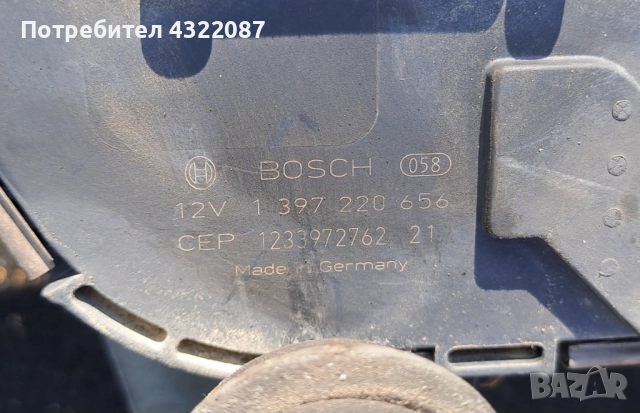 Потребител 4322087
BOSCH 058
12V 1 397 220 656
CEP 1233972762 21
Made in Germany
BAZAR